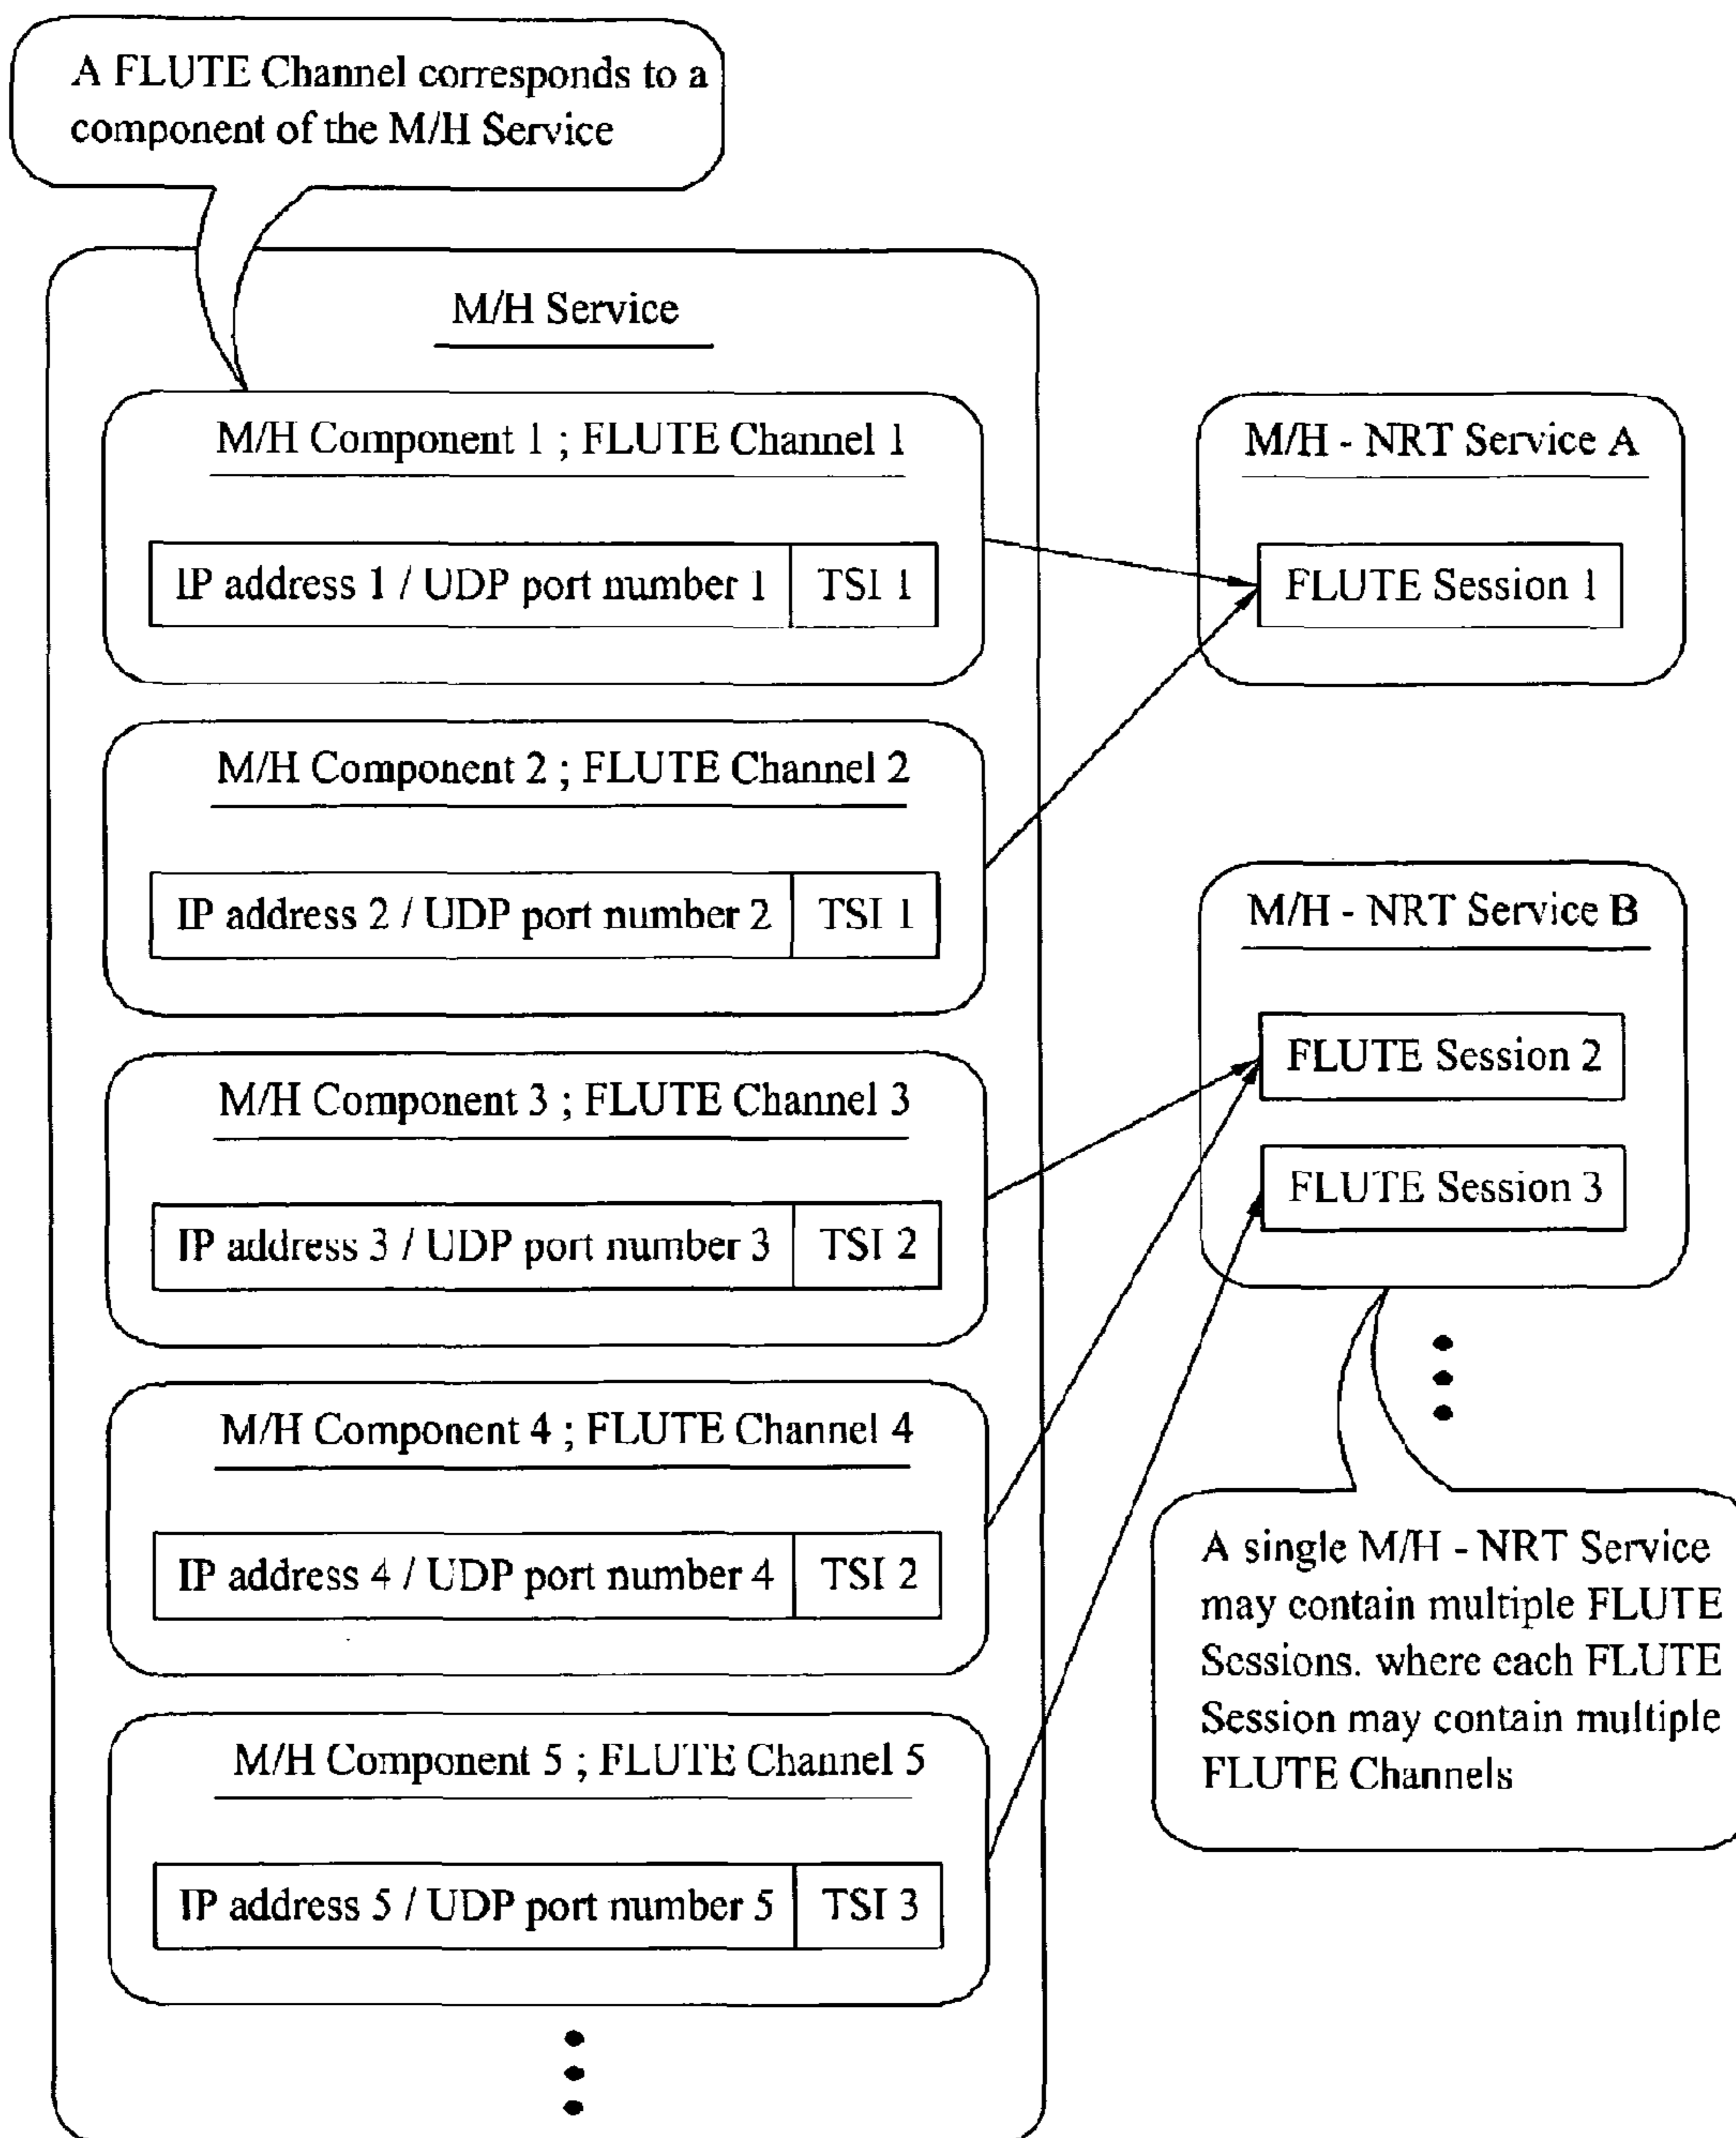 A FLUTE Channel corresponds to a
component of the M/H Service
M/H Service
M/H Component 1 ; FLUTE Channel 1
IP address 1 / UDP port number 1 TSI 1
M/H Component 2 ; FLUTE Channel 2
IP address 2 / UDP port number 2 TSI 1
M/H Component 3 ; FLUTE Channel 3
IP address 3 / UDP port number 3 TSI 2
M/H Component 4 ; FLUTE Channel 4
IP address 4 / UDP port number 4 TSI 2
M/H Component 5 ; FLUTE Channel 5
IP address 5 / UDP port number 5 TSI 3
M/H - NRT Service A
FLUTE Session 1
M/H - NRT Service B
FLUTE Session 2
FLUTE Session 3
A single M/H - NRT Service
may contain multiple FLUTE
Sessions. where each FLUTE
Session may contain multiple
FLUTE Channels